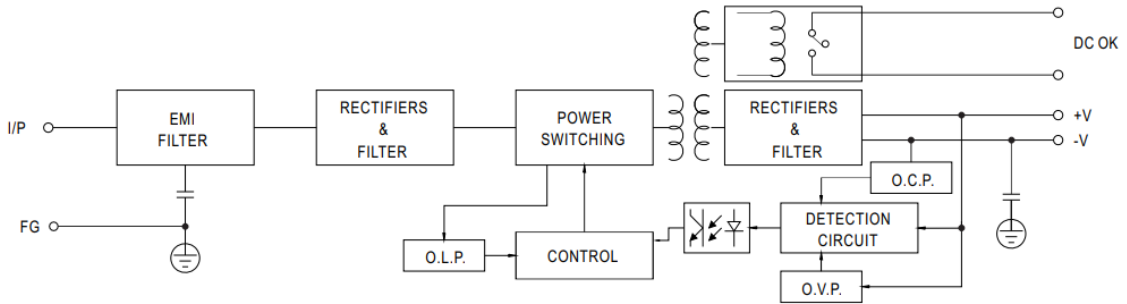 DC OK
I/P
EMI
FILTER
RECTIFIERS
&
FILTER
POWER
SWITCHING
RECTIFIERS
&
FILTER
+V
-V
O.C.P.
FG
O.L.P.
CONTROL
DETECTION
CIRCUIT
O.V.P.